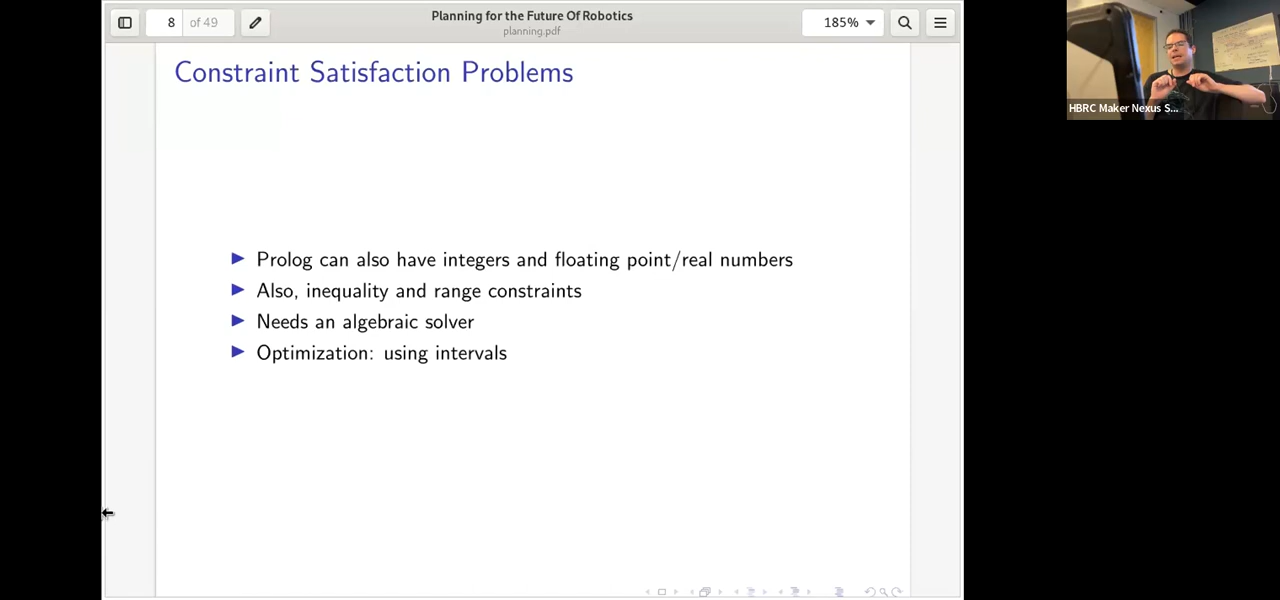 8 of 49
Planning for the Future Of Robotics
planning.pdf
185%
Constraint Satisfaction Problems
Prolog can also have integers and floating point/real numbers
Also, inequality and range constraints
Needs an algebraic solver
Optimization: using intervals
HBRC Maker Nexus S...